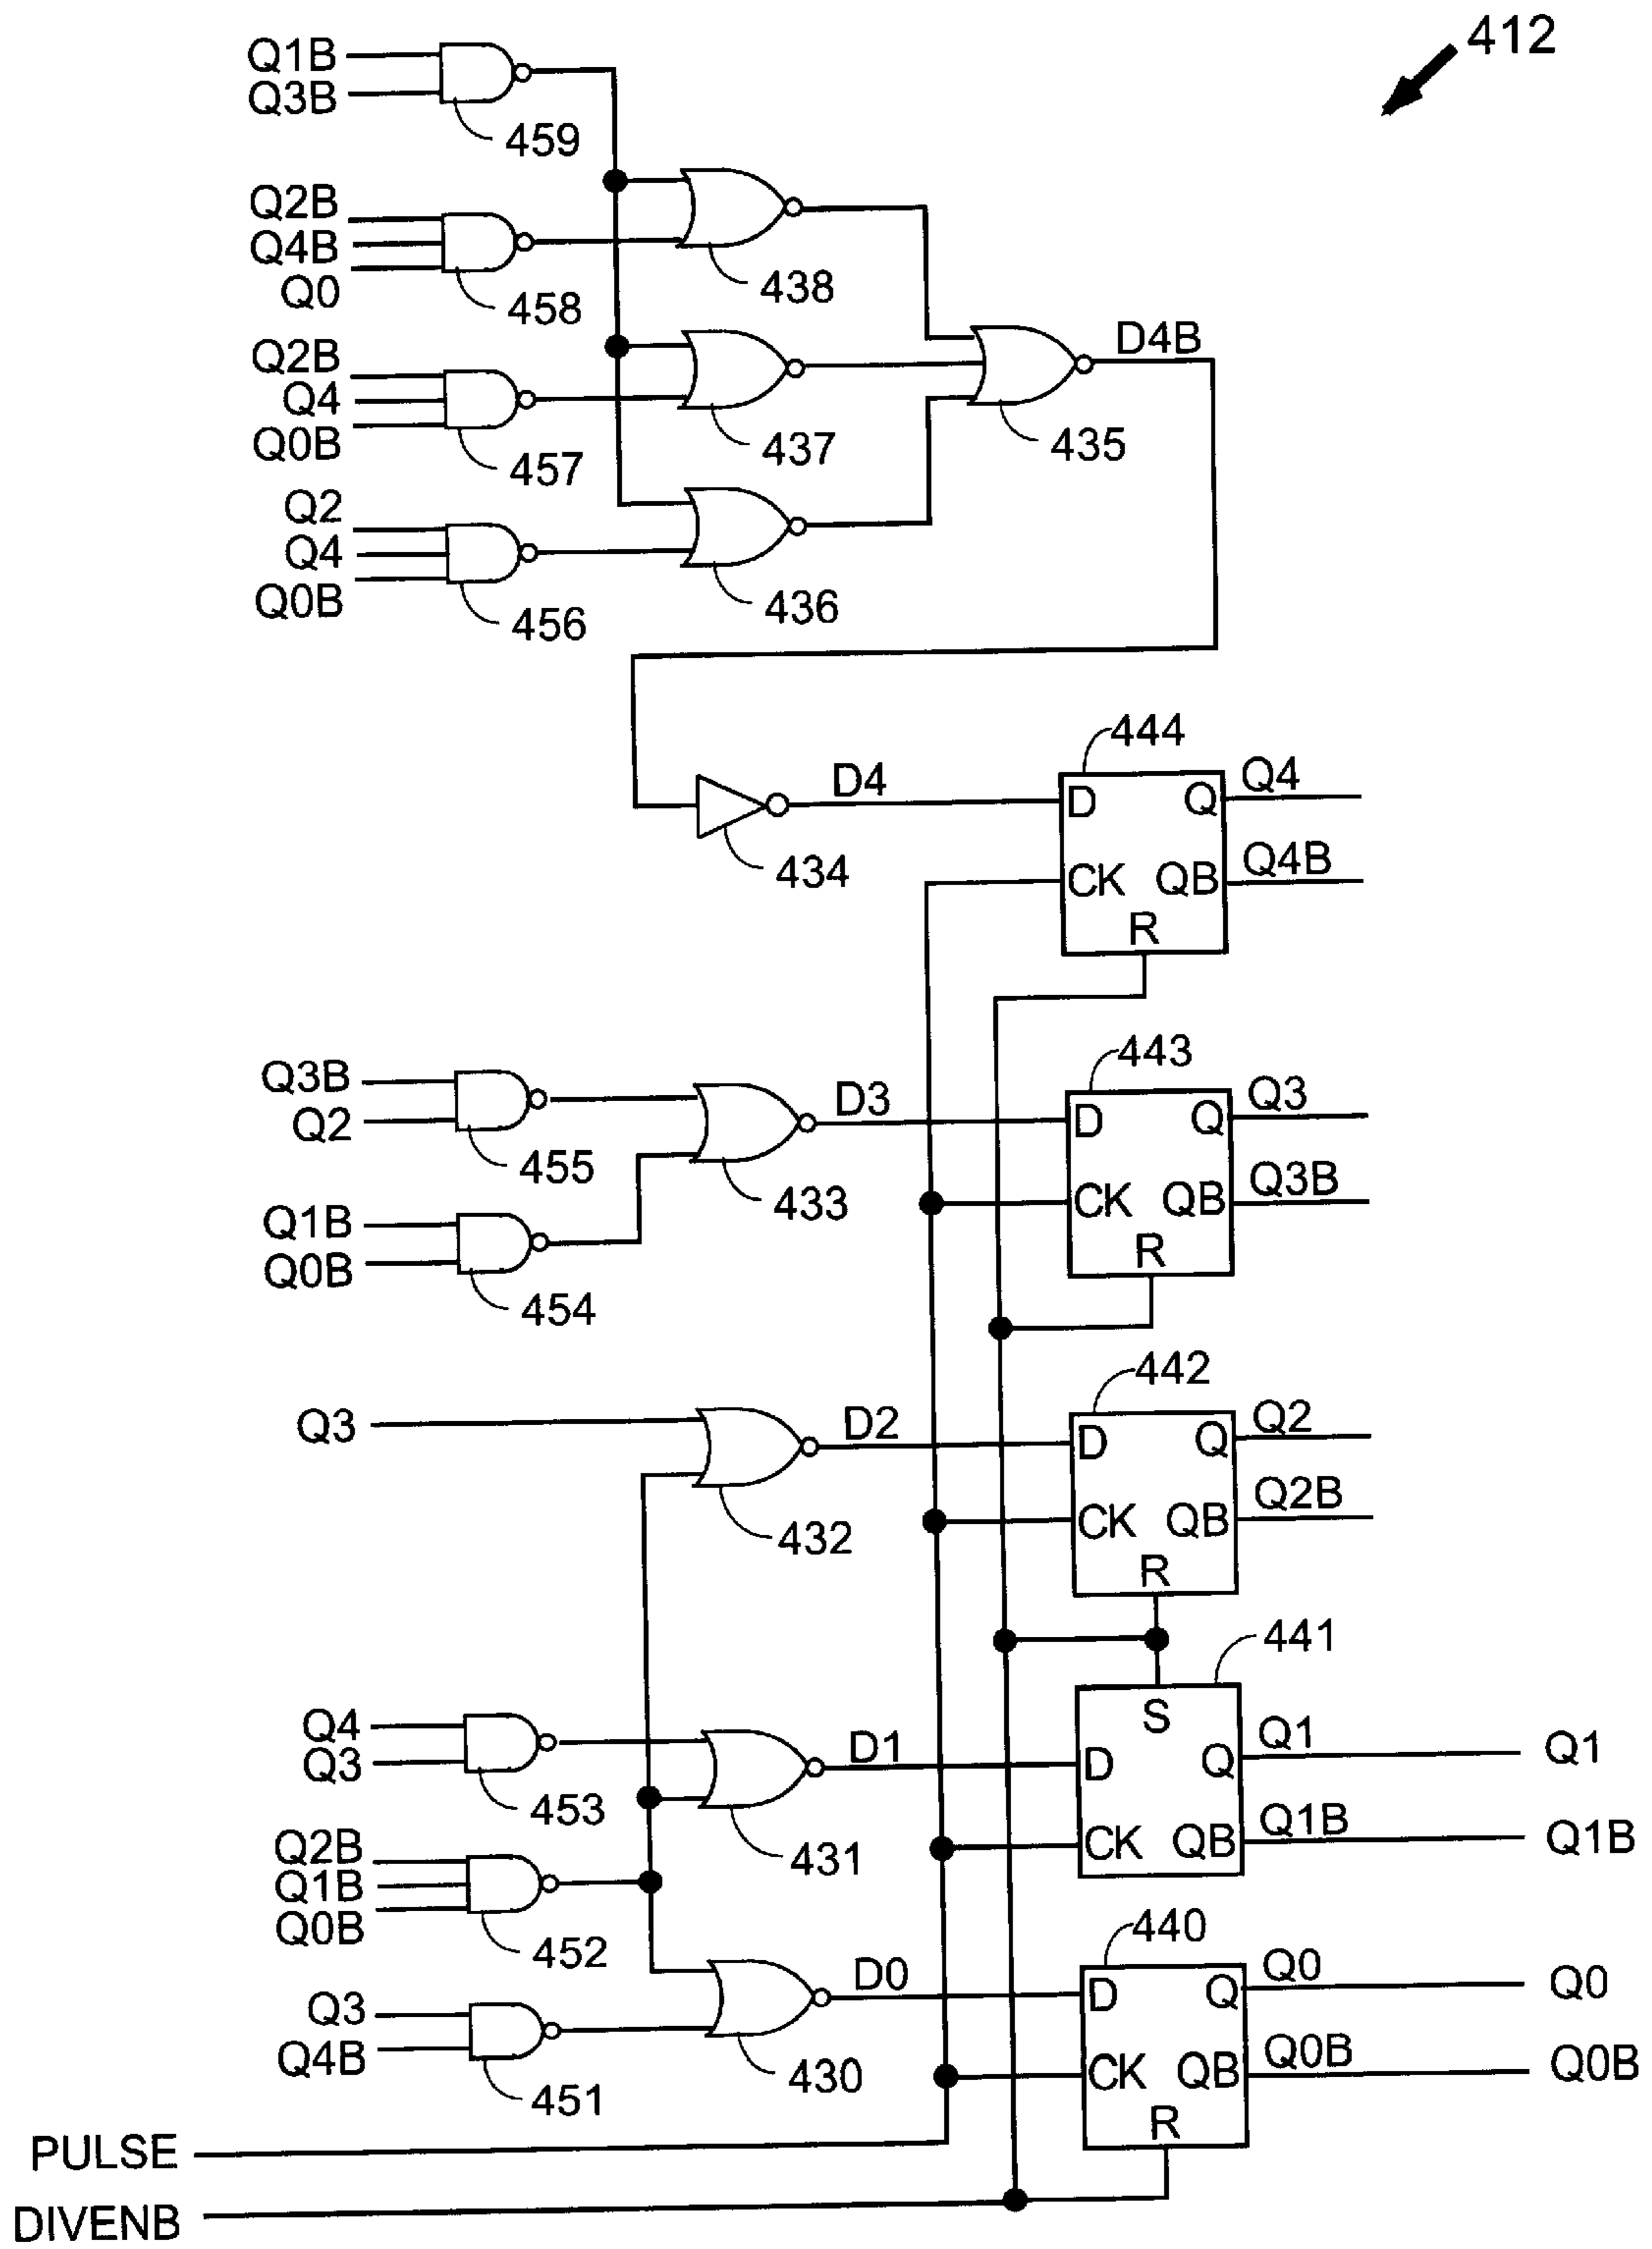 412
Q1B
Q3B
459
Q2B
Q4B
Q0
458
438
Q2B
Q4
Q0B
457
437
D4B
435
Q2
Q4
Q0B
456
436
434
D4
444
D
Q
Q4
CK
QB
Q4B
R
Q3B
Q2
455
Q1B
Q0B
454
433
D3
443
D
Q
Q3
CK
QB
Q3B
R
Q3
432
D2
442
D
Q
Q2
CK
QB
Q2B
R
Q4
Q3
453
431
D1
441
S
D
Q
Q1
Q1
CK
QB
Q1B
Q1B
Q2B
Q1B
Q0B
452
Q3
Q4B
451
430
D0
440
D
Q
Q0
Q0
CK
QB
Q0B
Q0B
R
PULSE
DIVENB